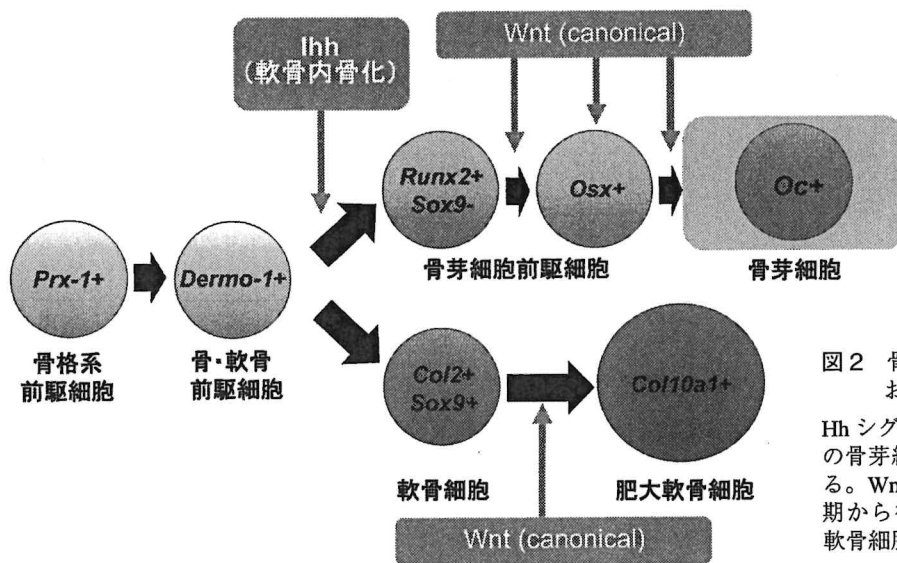 Ihh
(軟骨内骨化)
Wnt (canonical)
Runx2+
Sox9-
Osx+
Oc+
骨芽細胞前駆細胞
骨芽細胞
Prx-1+
Dermo-1+
骨格系
前駆細胞
骨・軟骨
前駆細胞
Col2+
Sox9+
Col10a1+
軟骨細胞
肥大軟骨細胞
Wnt (canonical)
図2 骨
お
Hh シグ
の骨芽細
る。Wn
期から
軟骨細胞